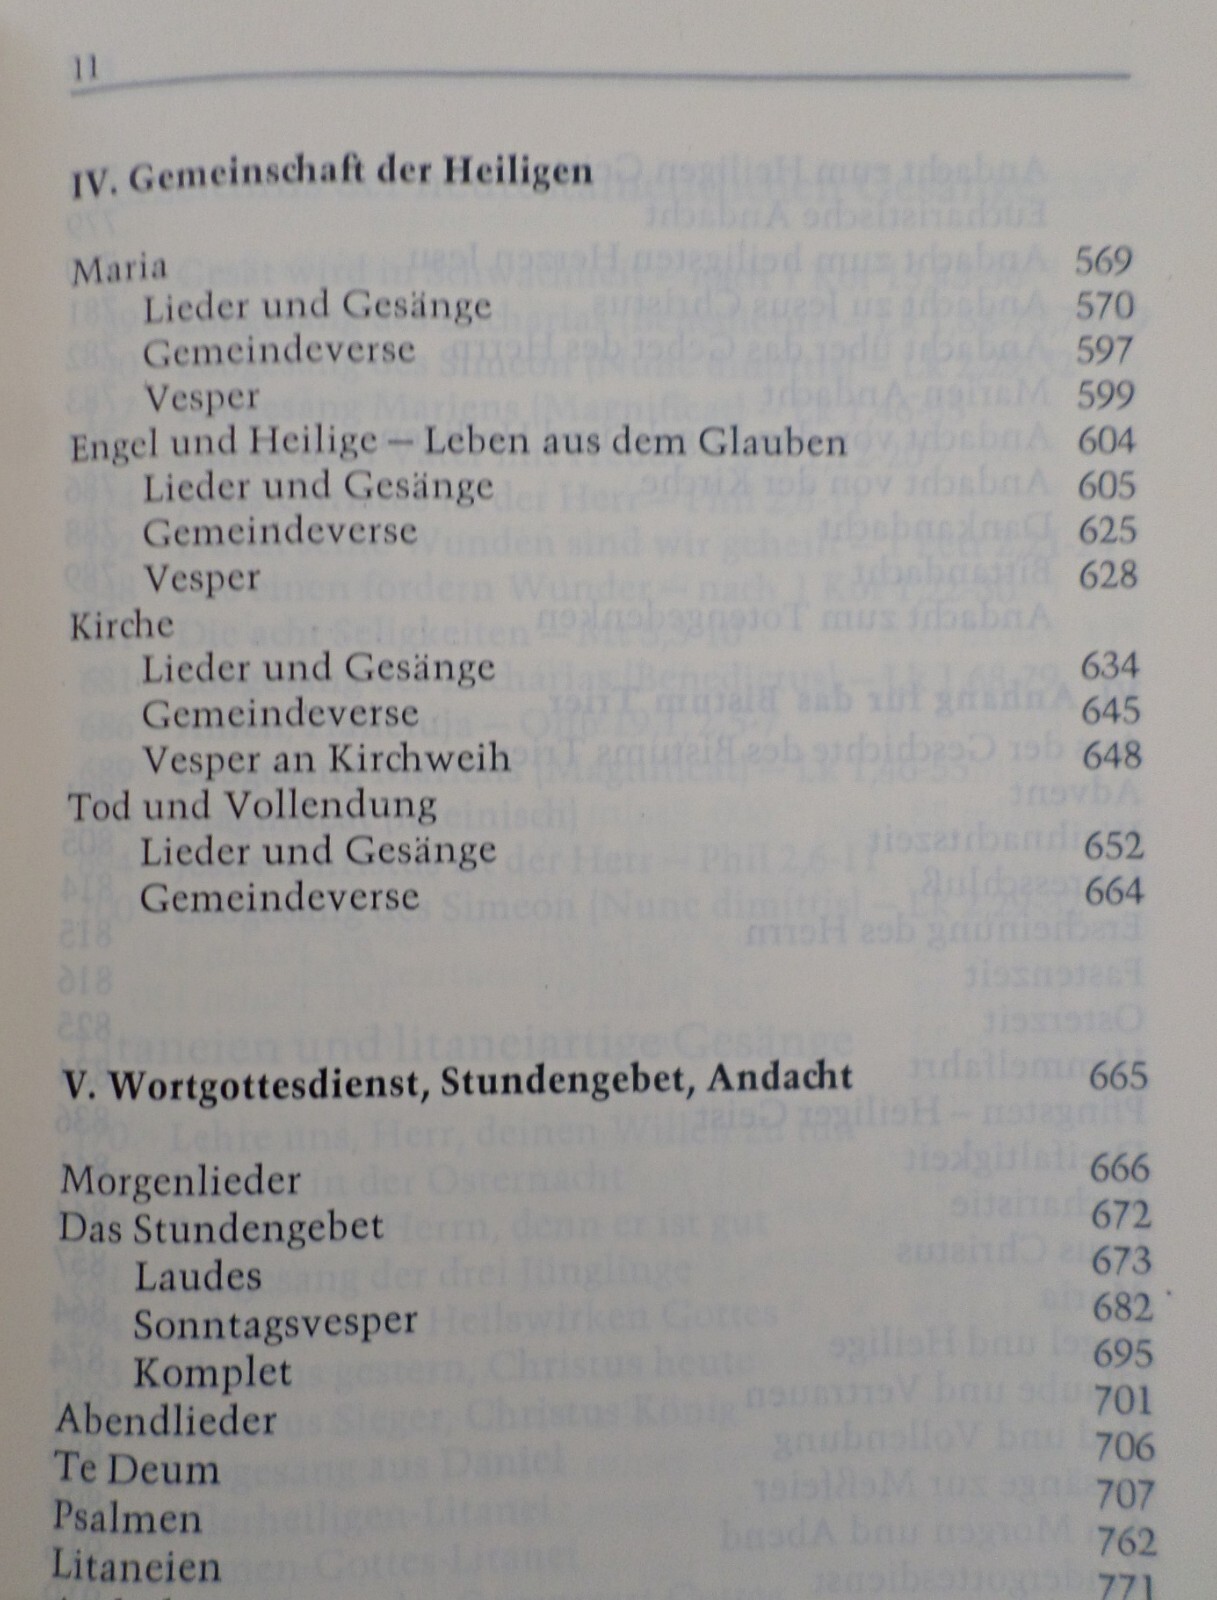 11
IV. Gemeinschaft der Heiligen
Maria 569
Lieder und Gesänge 570
Gemeindeverse 597
Vesper 599
Engel und Heilige – Leben aus dem Glauben 604
Lieder und Gesänge 605
Gemeindeverse 625
Vesper 628
Kirche
Lieder und Gesänge 634
Gemeindeverse 645
Vesper an Kirchweih 648
Tod und Vollendung
Lieder und Gesänge 652
Gemeindeverse 664
V. Wortgottesdienst, Stundengebet, Andacht 665
Morgenlieder 666
Das Stundengebet 672
Laudes 673
Sonntagsvesper 682
Komplet 695
Abendlieder 701
Te Deum 706
Psalmen 707
Litaneien 762
771